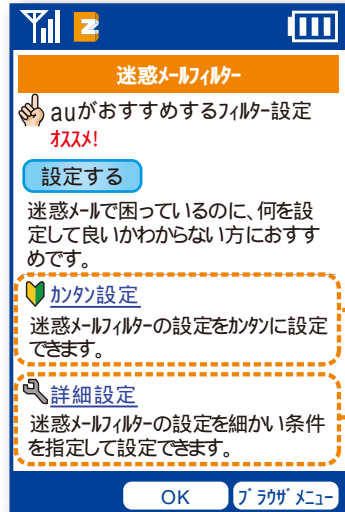 Z
迷惑ﾒｰﾙﾌｨﾙﾀｰ
auがおすすめするﾌｨﾙﾀｰ設定
ｵｽｽﾒ!
設定する
迷惑ﾒｰﾙで困っているのに、何を設
定して良いかわからない方におすす
めです。
ｶﾝﾀﾝ設定
迷惑ﾒｰﾙﾌｨﾙﾀｰの設定をｶﾝﾀﾝに設定
できます。
詳細設定
迷惑ﾒｰﾙﾌｨﾙﾀｰの設定を細かい条件
を指定して設定できます。
OK
ﾌﾞﾗｳｻﾞﾒﾆｭｰ